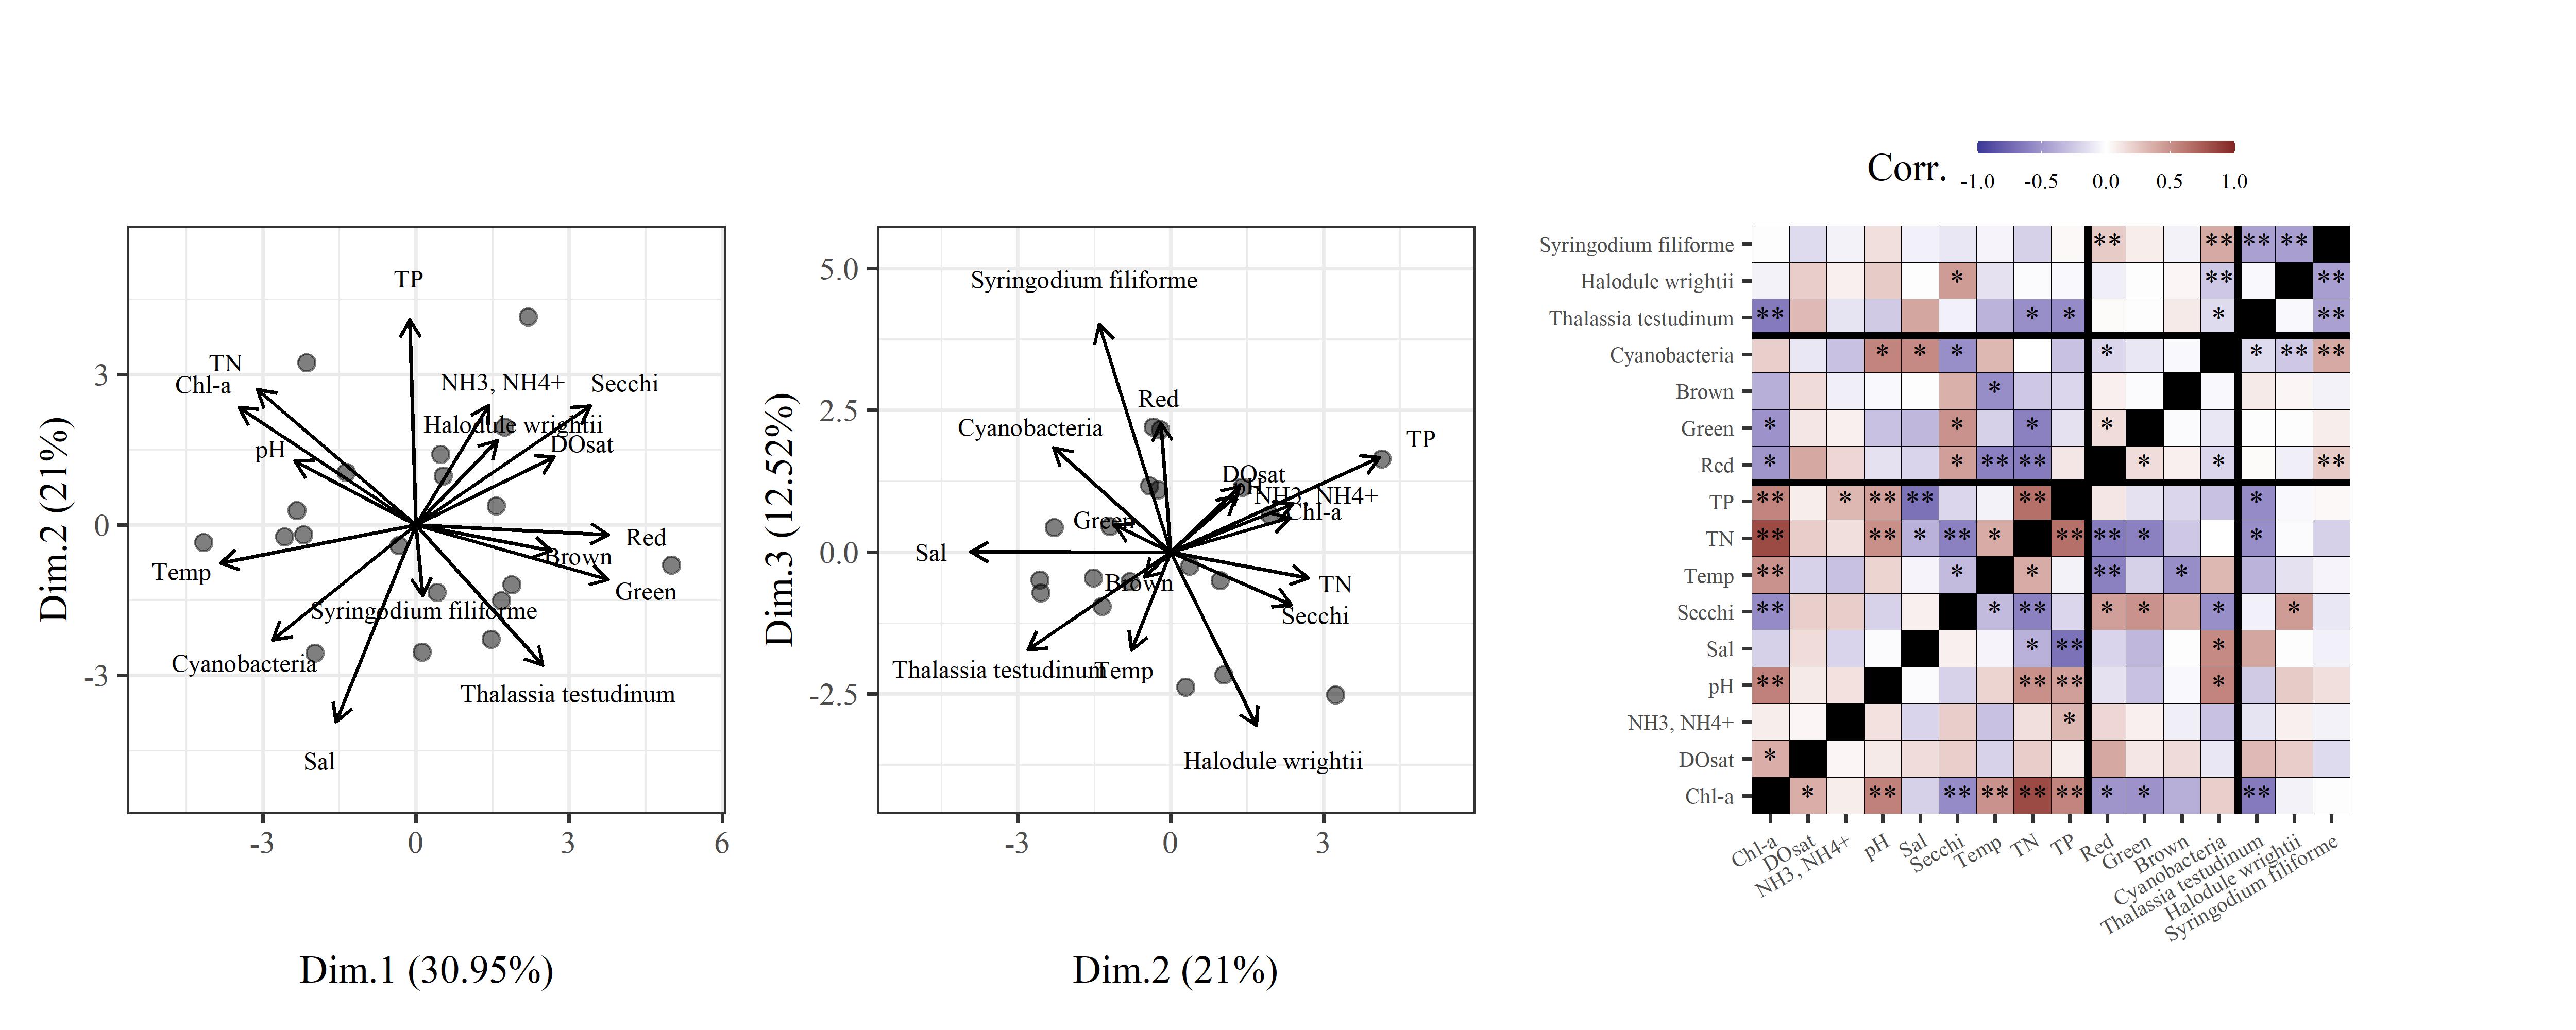 TP
TN
Chl-a
NH3, NH4+
Secchi
Halodule wrightii
DOsat
pH
Red
Brown
Temp
Green
Syringodium filiforme
Cyanobacteria
Thalassia testudinum
Sal
3
0
-3
-3
0
3
6
Dim.2 (21%)
Dim.1 (30.95%)
Syringodium filiforme
Red
Cyanobacteria
TP
DOsat
pH
NH3, NH4+
Chl-a
Green
Sal
Brown
TN
Secchi
Thalassia testudinum
Temp
Halodule wrightii
5.0
2.5
0.0
-2.5
-3
0
3
Dim.3 (12.52%)
Dim.2 (21%)
Corr.
-1.0 -0.5 0.0 0.5 1.0
Syringodium filiforme ** ** ** **
Halodule wrightii * ** **
Thalassia testudinum ** * * * **
Cyanobacteria * * * * * ** **
Brown *
Green * * * *
Red * * ** ** * * **
TP ** * ** ** ** *
TN ** ** * ** * ** ** * *
Temp ** * * ** *
Secchi ** * ** * * * *
Sal * ** *
pH ** ** ** *
NH3, NH4+ *
DOsat *
Chl-a * ** ** ** ** ** * * **
Chl-a
DOsat
NH3, NH4+
pH
Sal
Secchi
Temp
TN
TP
Red
Green
Brown
Cyanobacteria
Thalassia testudinum
Halodule wrightii
Syringodium filiforme